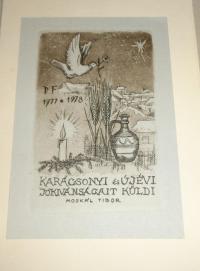 P F
1977 • 1978
KARÁCSONYI és ÚJÉVI
JÓKÍVÁNSÁGAIT KÜLDI
MOSKÁL TIBOR